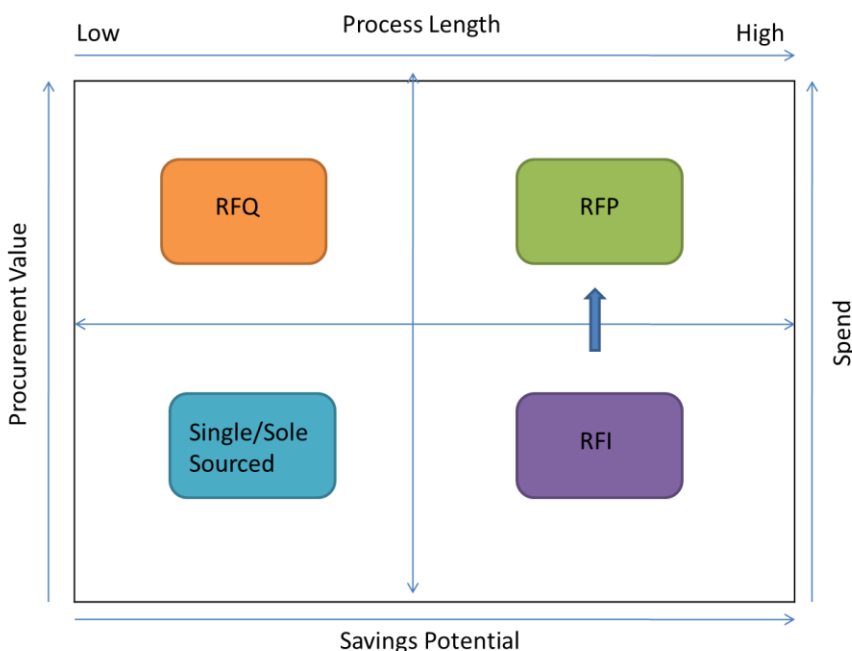 Process Length
Low
High
RFQ
RFP
Procurement Value
Spend
Single/Sole
Sourced
RFI
Savings Potential